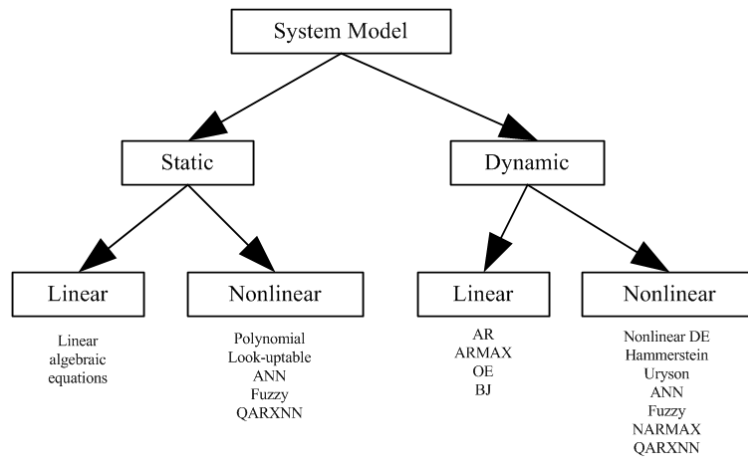 System Model
Static
Dynamic
Linear
Nonlinear
Linear
Nonlinear
Linear
algebraic
equations
Polynomial
Look-uptable
ANN
Fuzzy
QARXNN
AR
ARMAX
OE
BJ
Nonlinear DE
Hammerstein
Uryson
ANN
Fuzzy
NARMAX
QARXNN